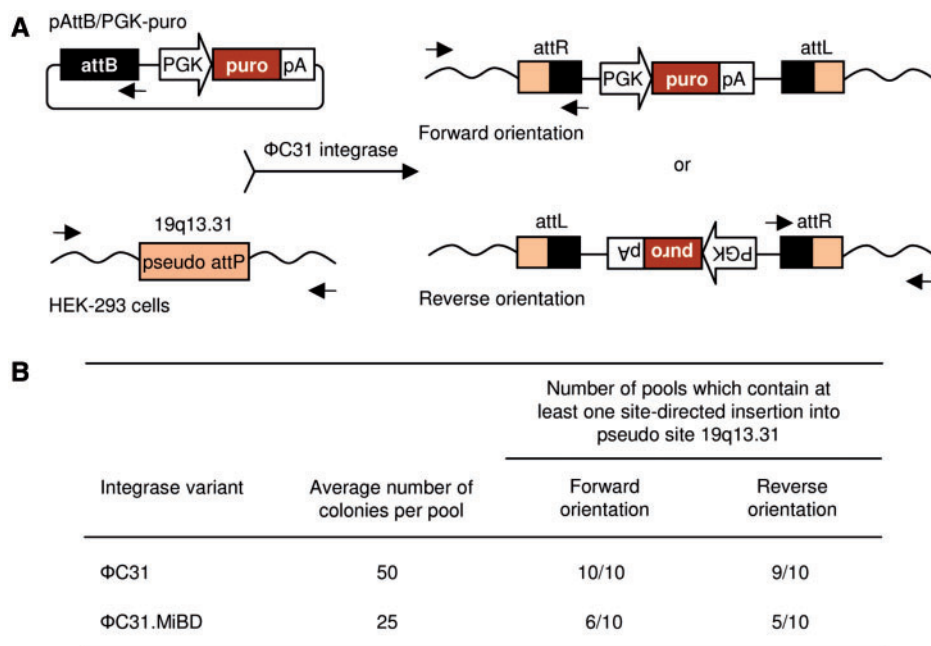 A
pAttB/PGK-puro
attB
PGK
puro
pA
attR
attL
PGK
puro
pA
Forward orientation
ΦC31 integrase
or
19q13.31
pseudo attP
HEK-293 cells
attL
attR
pA
puro
PGK
Reverse orientation
B
Number of pools which contain at
least one site-directed insertion into
pseudo site 19q13.31
Integrase variant
Average number of
colonies per pool
Forward
orientation
Reverse
orientation
ΦC31 50 10/10 9/10
ΦC31.MiBD 25 6/10 5/10